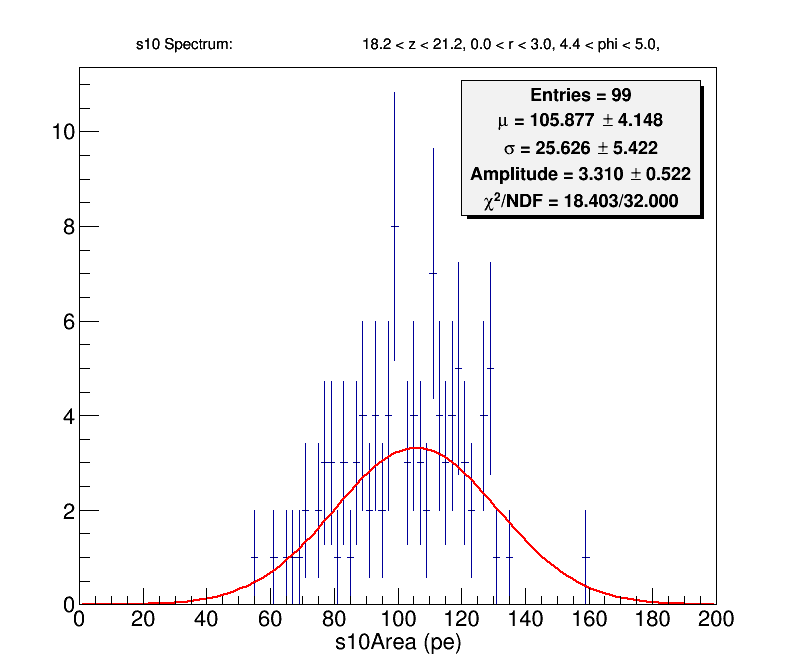 s10 Spectrum: 18.2 < z < 21.2, 0.0 < r < 3.0, 4.4 < phi < 5.0,
Entries = 99
μ = 105.877 ± 4.148
σ = 25.626 ± 5.422
Amplitude = 3.310 ± 0.522
χ²/NDF = 18.403/32.000
10
8
6
4
2
0
0 20 40 60 80 100 120 140 160 180 200
s10Area (pe)